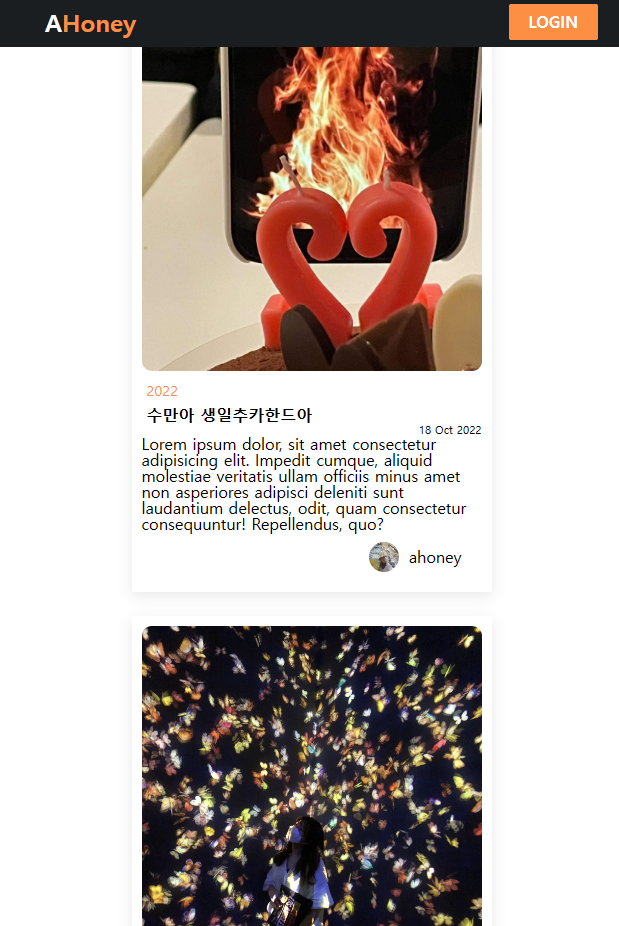 AHoney
LOGIN
2022
수만아 생일추카한드아
18 Oct 2022
Lorem ipsum dolor, sit amet consectetur
adipisicing elit. Impedit cumque, aliquid
molestiae veritatis ullam officiis minus amet
non asperiores adipisci deleniti sunt
laudantium delectus, odit, quam consectetur
consequuntur! Repellendus, quo?
ahoney